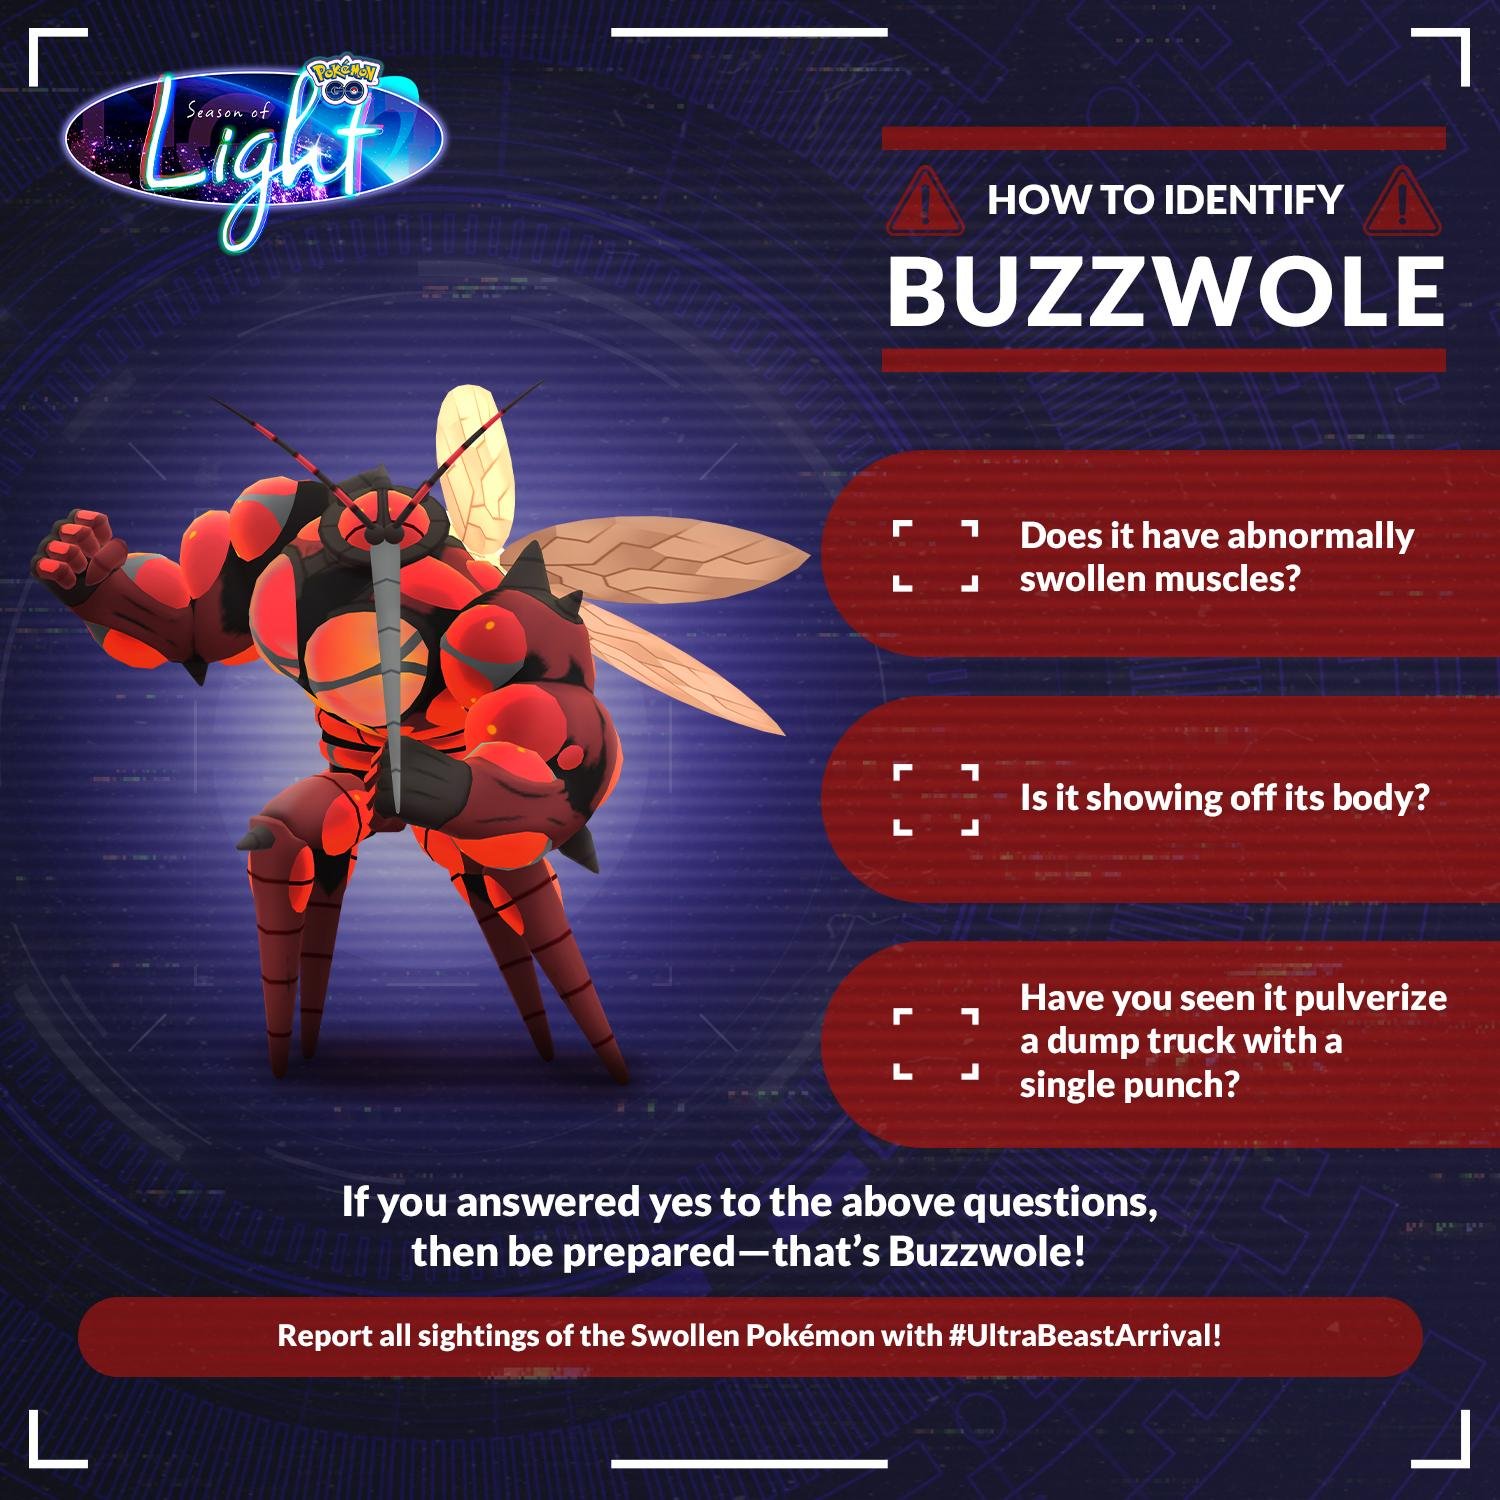 Pokémon
GO
Season of
Light
HOW TO IDENTIFY
BUZZWOLE
Does it have abnormally
swollen muscles?
Is it showing off its body?
Have you seen it pulverize
a dump truck with a
single punch?
If you answered yes to the above questions,
then be prepared—that’s Buzzwole!
Report all sightings of the Swollen Pokémon with #UltraBeastArrival!